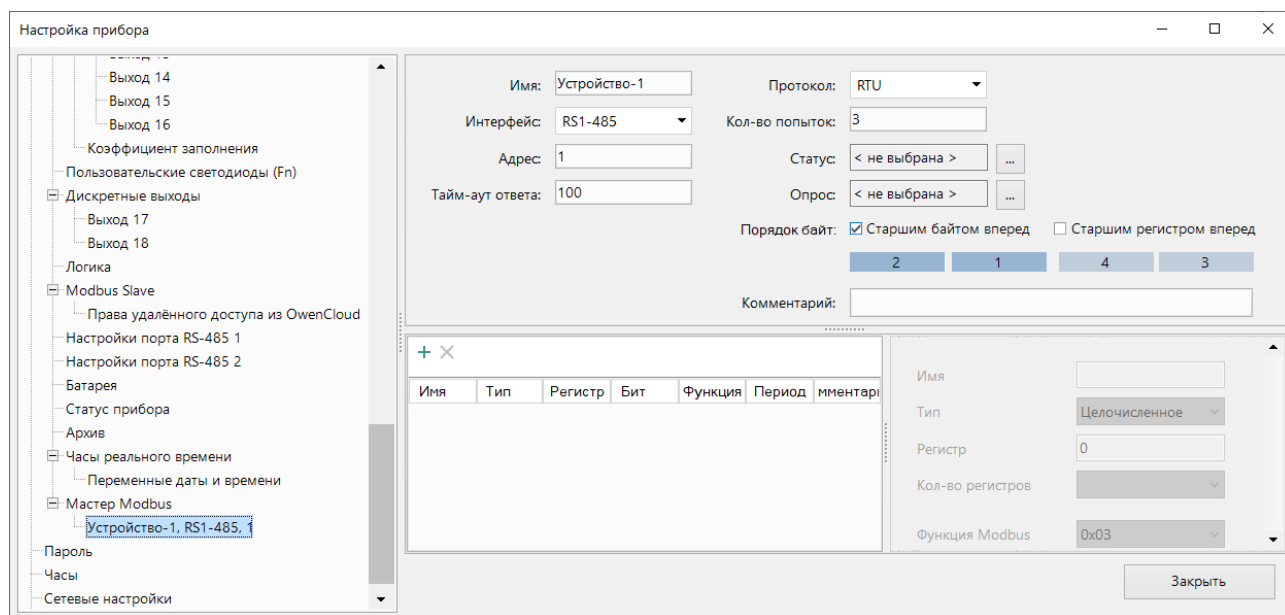 Настройка прибора
Выход 14
Выход 15
Выход 16
Коэффициент заполнения
Пользовательские светодиоды (Fn)
Дискретные выходы
Выход 17
Выход 18
Логика
Modbus Slave
Права удалённого доступа из OwenCloud
Настройки порта RS-485 1
Настройки порта RS-485 2
Батарея
Статус прибора
Архив
Часы реального времени
Переменные даты и времени
Мастер Modbus
Устройство-1, RS1-485, 1
Пароль
Часы
Сетевые настройки
Имя: Устройство-1 Протокол: RTU
Интерфейс: RS1-485 Кол-во попыток: 3
Адрес: 1 Статус: < не выбрана > ...
Тайм-аут ответа: 100 Опрос: < не выбрана > ...
Порядок байт: Старшим байтом вперед Старшим регистром вперед
2 1 4 3
Комментарий:
Имя Тип Регистр Бит Функция Период мментари
Имя
Тип Целочисленное
Регистр 0
Кол-во регистров
Функция Modbus 0x03
Закрыть